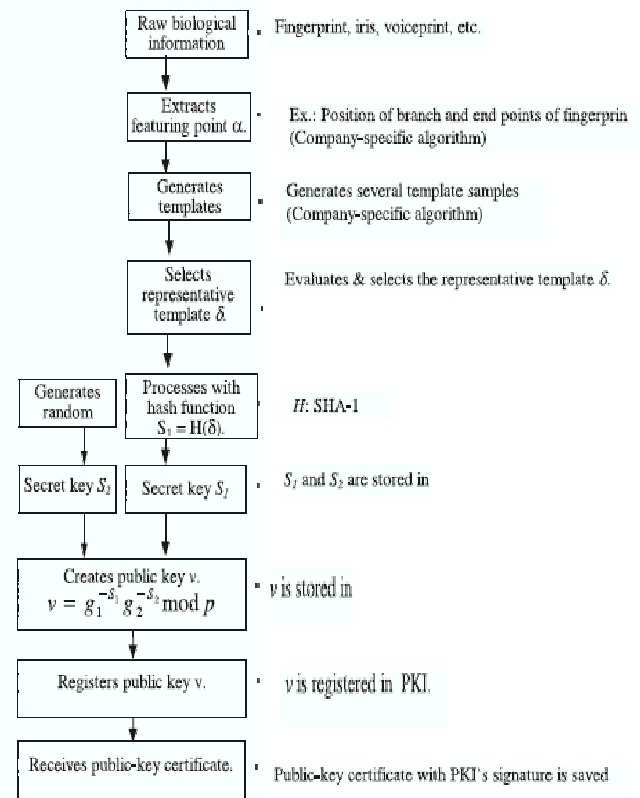 Raw biological
information
Fingerprint, iris, voiceprint, etc.
Extracts
featuring point α.
Ex.: Position of branch and end points of fingerprin
(Company-specific algorithm)
Generates
templates
Generates several template samples
(Company-specific algorithm)
Selects
representative
template δ.
Evaluates & selects the representative template δ.
Generates
random
Processes with
hash function
S₁ = H(δ).
H: SHA-1
Secret key S₂
Secret key S₁
S₁ and S₂ are stored in
Creates public key v.
v = g₁^-S₁ g₂^-S₂ mod p
v is stored in
Registers public key v.
v is registered in PKI.
Receives public-key certificate.
Public-key certificate with PKI's signature is saved